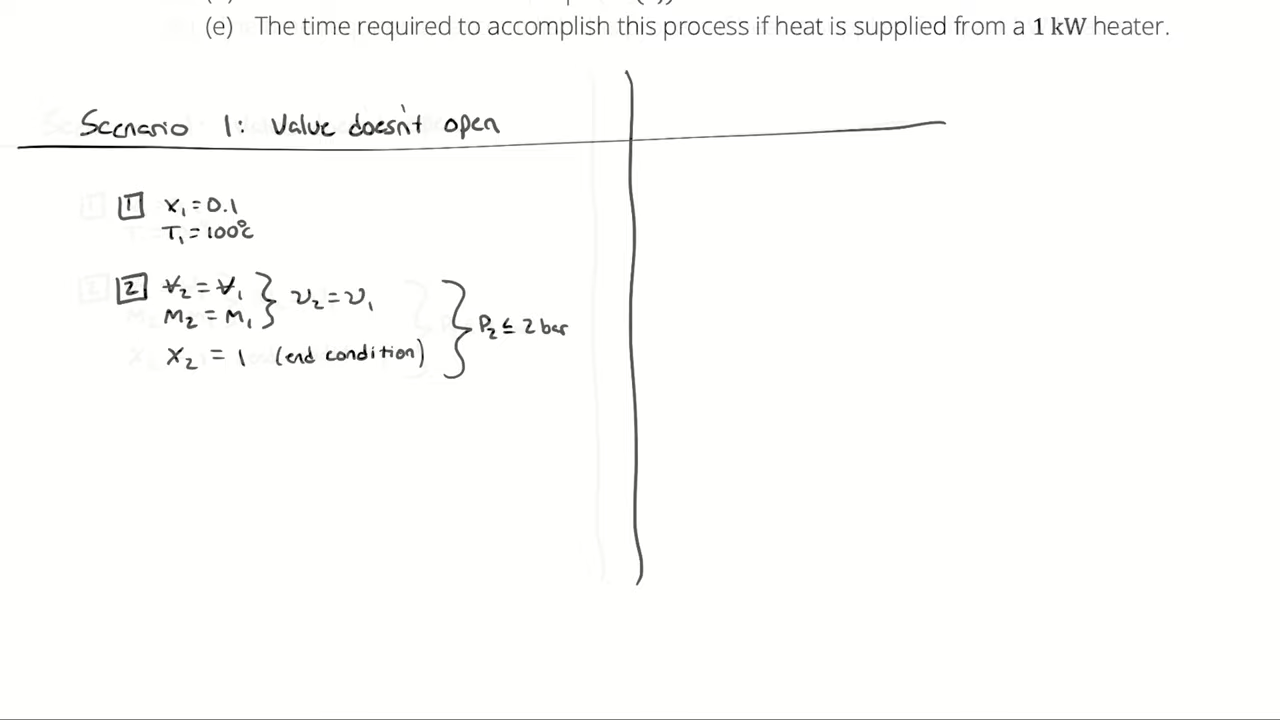 (e) The time required to accomplish this process if heat is supplied from a 1 kW heater.
Scenario 1: Value doesn't open
1 x₁ = 0.1
T₁ = 100°C
2 V₂ = V₁
m₂ = m₁
v₂ = v₁
x₂ = 1 (end condition)
P₂ ≤ 2 bar